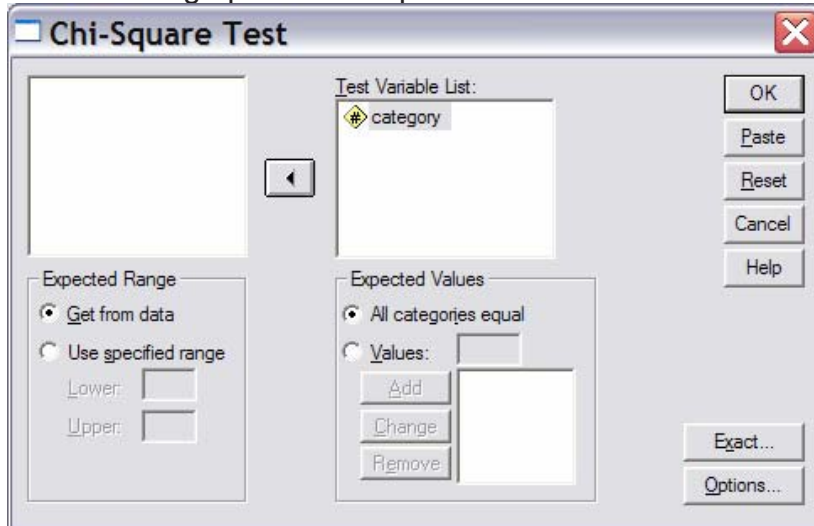 Chi-Square Test
Test Variable List:
category
OK
Paste
Reset
Cancel
Help
Expected Range
Get from data
Use specified range
Lower:
Upper:
Expected Values
All categories equal
Values:
Add
Change
Remove
Exact...
Options...